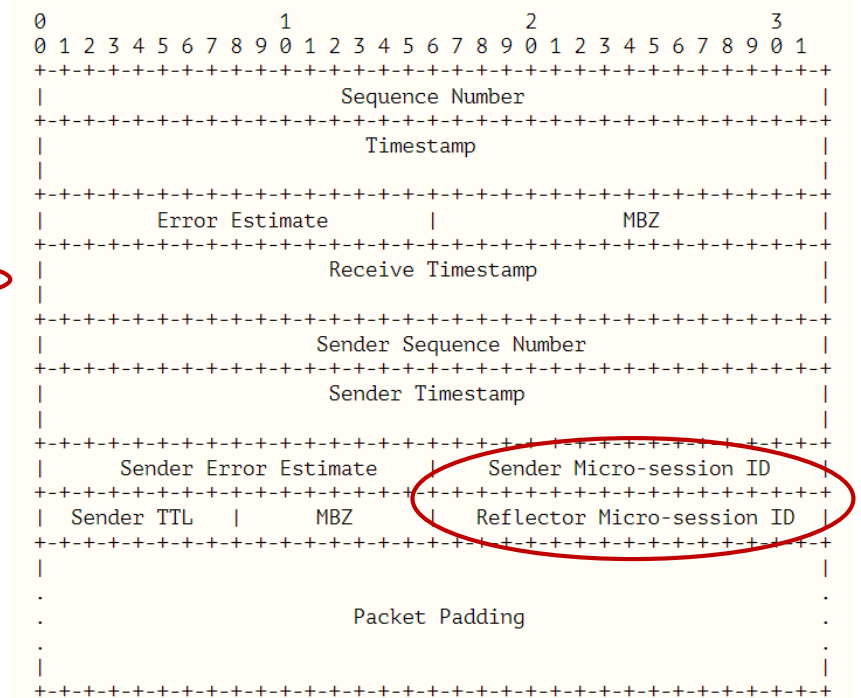 0                   1                   2                   3
0 1 2 3 4 5 6 7 8 9 0 1 2 3 4 5 6 7 8 9 0 1 2 3 4 5 6 7 8 9 0 1
+-+-+-+-+-+-+-+-+-+-+-+-+-+-+-+-+-+-+-+-+-+-+-+-+-+-+-+-+-+-+-+-+
|                        Sequence Number                        |
+-+-+-+-+-+-+-+-+-+-+-+-+-+-+-+-+-+-+-+-+-+-+-+-+-+-+-+-+-+-+-+-+
|                          Timestamp                            |
|                                                               |
+-+-+-+-+-+-+-+-+-+-+-+-+-+-+-+-+-+-+-+-+-+-+-+-+-+-+-+-+-+-+-+-+
|         Error Estimate        |               MBZ             |
+-+-+-+-+-+-+-+-+-+-+-+-+-+-+-+-+-+-+-+-+-+-+-+-+-+-+-+-+-+-+-+-+
|                       Receive Timestamp                       |
|                                                               |
+-+-+-+-+-+-+-+-+-+-+-+-+-+-+-+-+-+-+-+-+-+-+-+-+-+-+-+-+-+-+-+-+
|                      Sender Sequence Number                   |
+-+-+-+-+-+-+-+-+-+-+-+-+-+-+-+-+-+-+-+-+-+-+-+-+-+-+-+-+-+-+-+-+
|                       Sender Timestamp                        |
|                                                               |
+-+-+-+-+-+-+-+-+-+-+-+-+-+-+-+-+-+-+-+-+-+-+-+-+-+-+-+-+-+-+-+-+
|      Sender Error Estimate    |    Sender Micro-session ID    |
+-+-+-+-+-+-+-+-+-+-+-+-+-+-+-+-+-+-+-+-+-+-+-+-+-+-+-+-+-+-+-+-+
|  Sender TTL   |      MBZ      |   Reflector Micro-session ID  |
+-+-+-+-+-+-+-+-+-+-+-+-+-+-+-+-+-+-+-+-+-+-+-+-+-+-+-+-+-+-+-+-+
|                                                               |
.                                                               .
.                         Packet Padding                        .
.                                                               .
|                                                               |
+-+-+-+-+-+-+-+-+-+-+-+-+-+-+-+-+-+-+-+-+-+-+-+-+-+-+-+-+-+-+-+-+